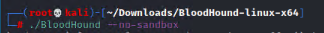 ┌──(root💀kali)-[~/Downloads/BloodHound-linux-x64]
└─# ./BloodHound --no-sandbox